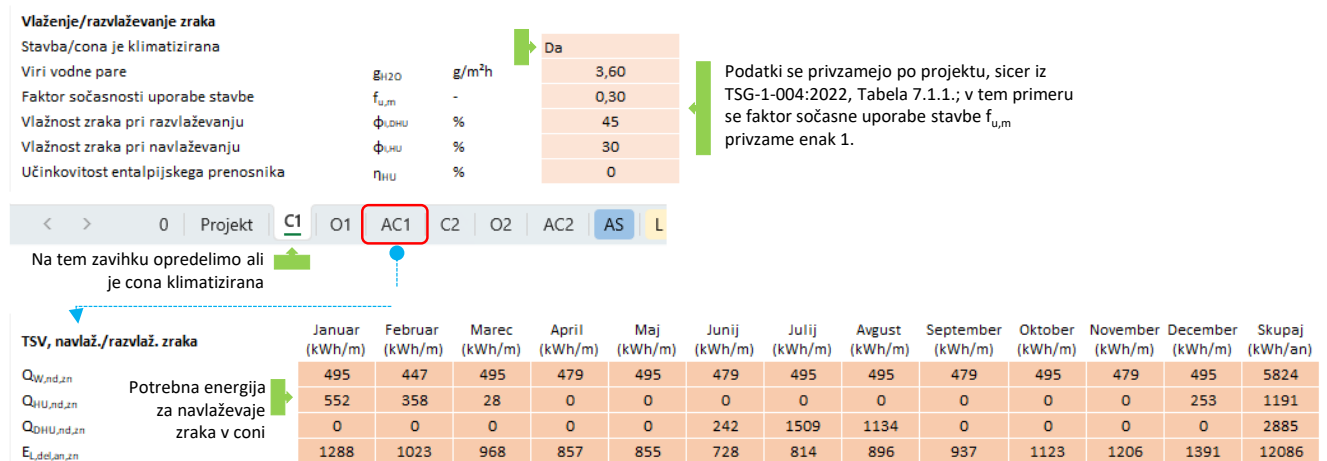 Vlaženje/razvlaževanje zraka
Stavba/cona je klimatizirana Da
Viri vodne pare gH2O g/m²h 3,60
Faktor sočasnosti uporabe stavbe fu,m - 0,30
Vlažnost zraka pri razvlaževanju ϕi,DHU % 45
Vlažnost zraka pri navlaževanju ϕi,HU % 30
Učinkovitost entalpijskega prenosnika ηHU % 0
Podatki se privzamejo po projektu, sicer iz
TSG-1-004:2022, Tabela 7.1.1.; v tem primeru
se faktor sočasne uporabe stavbe fu,m
privzame enak 1.
< > 0 Projekt C1 O1 AC1 C2 O2 AC2 AS L
Na tem zavihku opredelimo ali
je cona klimatizirana
TSV, navlaž./razvlaž. zraka Januar Februar Marec April Maj Junij Julij Avgust September Oktober November December Skupaj
(kWh/m) (kWh/m) (kWh/m) (kWh/m) (kWh/m) (kWh/m) (kWh/m) (kWh/m) (kWh/m) (kWh/m) (kWh/m) (kWh/m) (kWh/an)
QW,nd,zn 495 447 495 479 495 479 495 495 479 495 479 495 5824
QHU,nd,zn 552 358 28 0 0 0 0 0 0 0 0 253 1191
QDHU,nd,zn 0 0 0 0 0 242 1509 1134 0 0 0 0 2885
EL,del,an,zn 1288 1023 968 857 855 728 814 896 937 1123 1206 1391 12086
Potrebna energija
za navlaževaje
zraka v coni